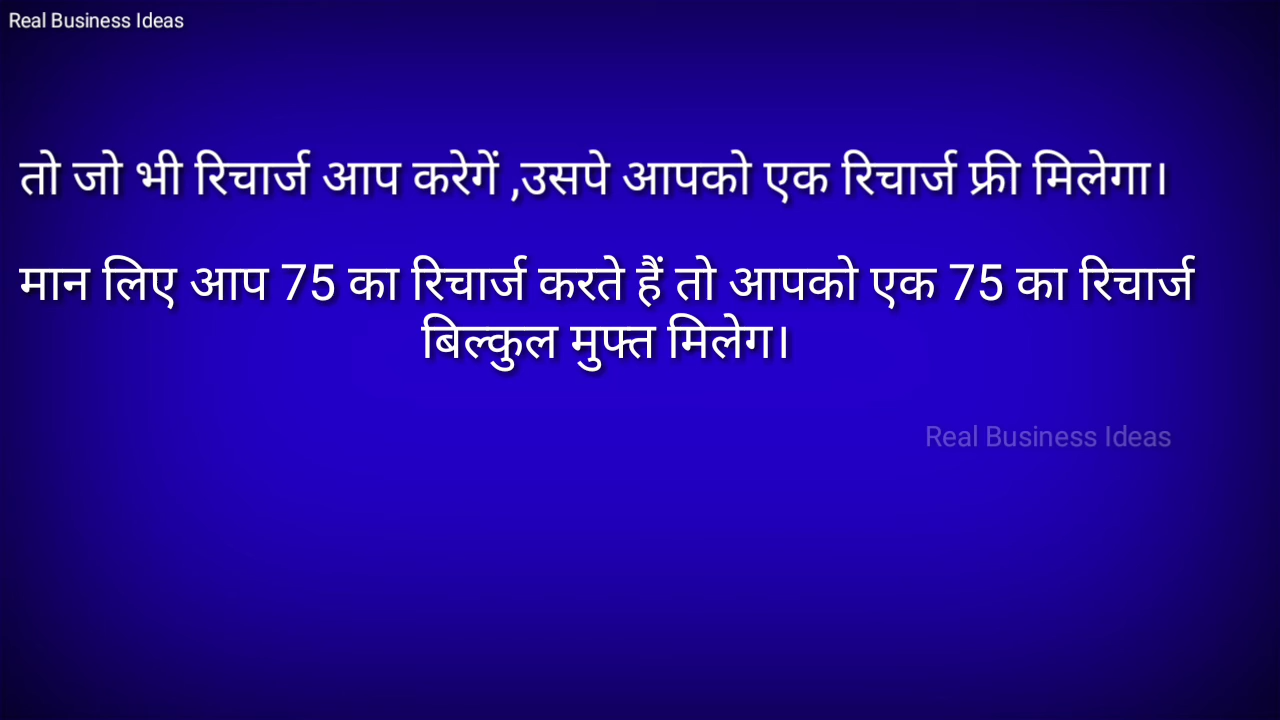 Real Business Ideas
तो जो भी रिचार्ज आप करेगें ,उसपे आपको एक रिचार्ज फ्री मिलेगा।
मान लिए आप 75 का रिचार्ज करते हैं तो आपको एक 75 का रिचार्ज
बिल्कुल मुफ्त मिलेग।
Real Business Ideas